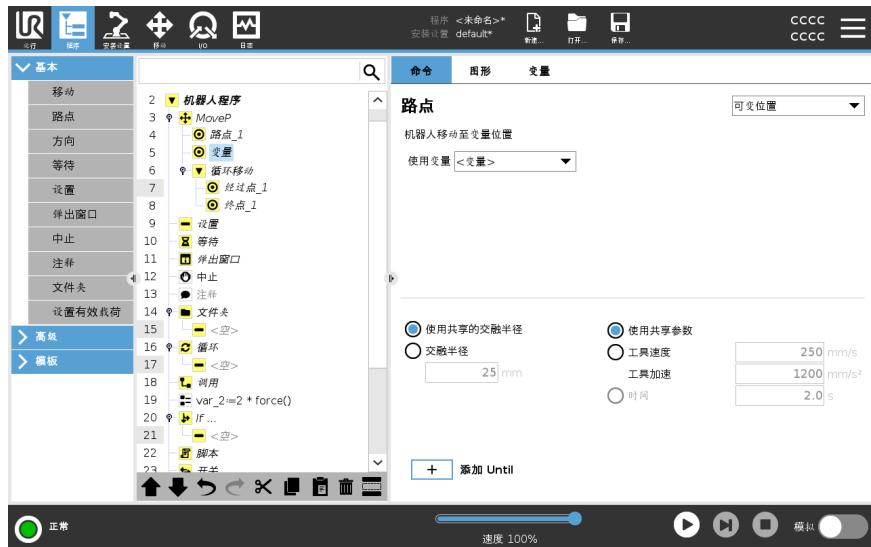 UR
运行
程序
安装设置
移动
I/O
日志
程序 <未命名>*
安装设置 default*
新建...
打开...
保存...
CCCC
CCCC
基本
移动
路点
方向
等待
设置
弹出窗口
中止
注释
文件夹
设置有效载荷
高级
模板
2 机器人程序
3 MoveP
4 路点_1
5 变量
6 循环移动
7 经过点_1
8 终点_1
9 设置
10 等待
11 弹出窗口
12 中止
13 注释
14 文件夹
15 <空>
16 循环
17 <空>
18 调用
19 var_2≔2 * force()
20 If ...
21 <空>
22 脚本
23 开关
命令 图形 变量
路点
可变位置
机器人移动至变量位置
使用变量 <变量>
使用共享的交融半径
交融半径
25 mm
使用共享参数
工具速度 250 mm/s
工具加速 1200 mm/s²
时间 2.0 s
+ 添加 Until
正常
速度 100%
模拟